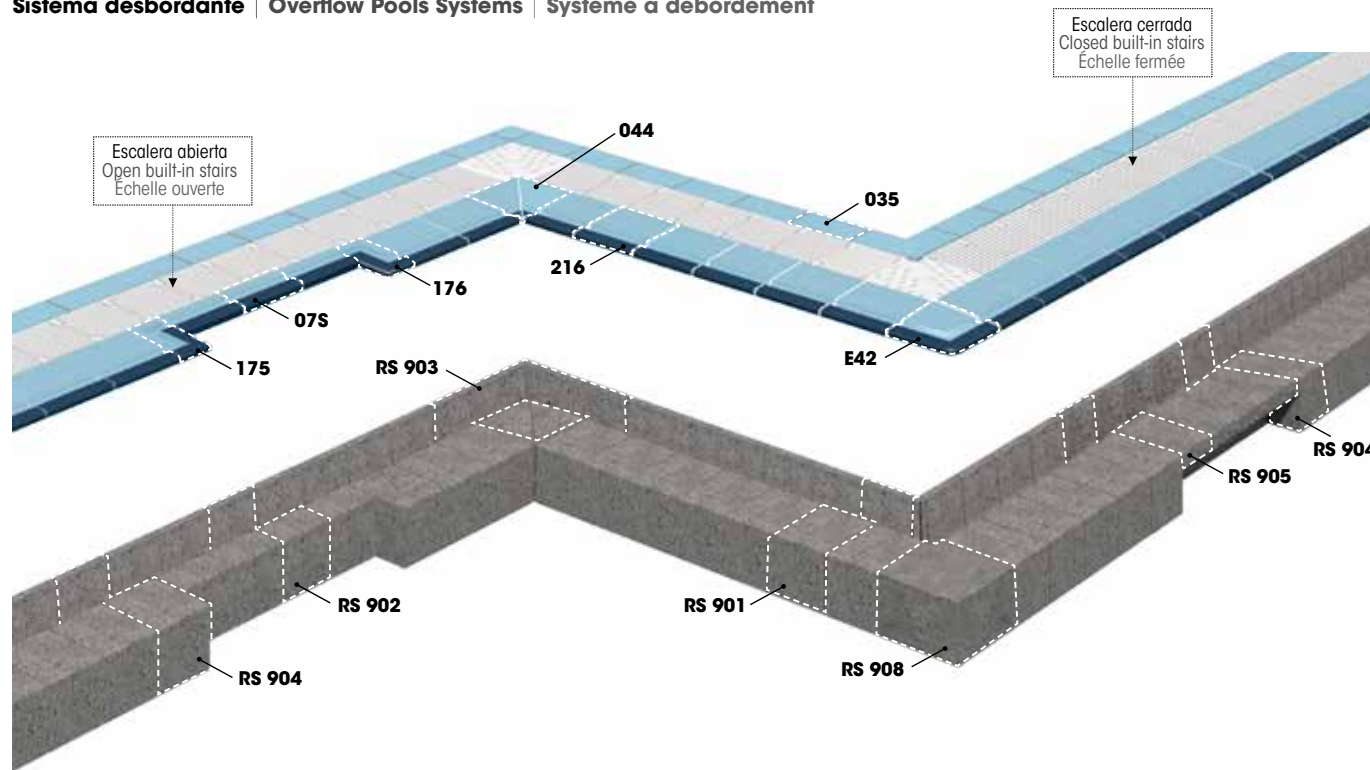 Sistema desbordante | Overflow Pools Systems | Système à débordement
Escalera cerrada
Closed built-in stairs
Échelle fermée
Escalera abierta
Open built-in stairs
Échelle ouverte
044
035
216
176
07S
175
E42
RS 903
RS 904
RS 905
RS 902
RS 901
RS 908
RS 904